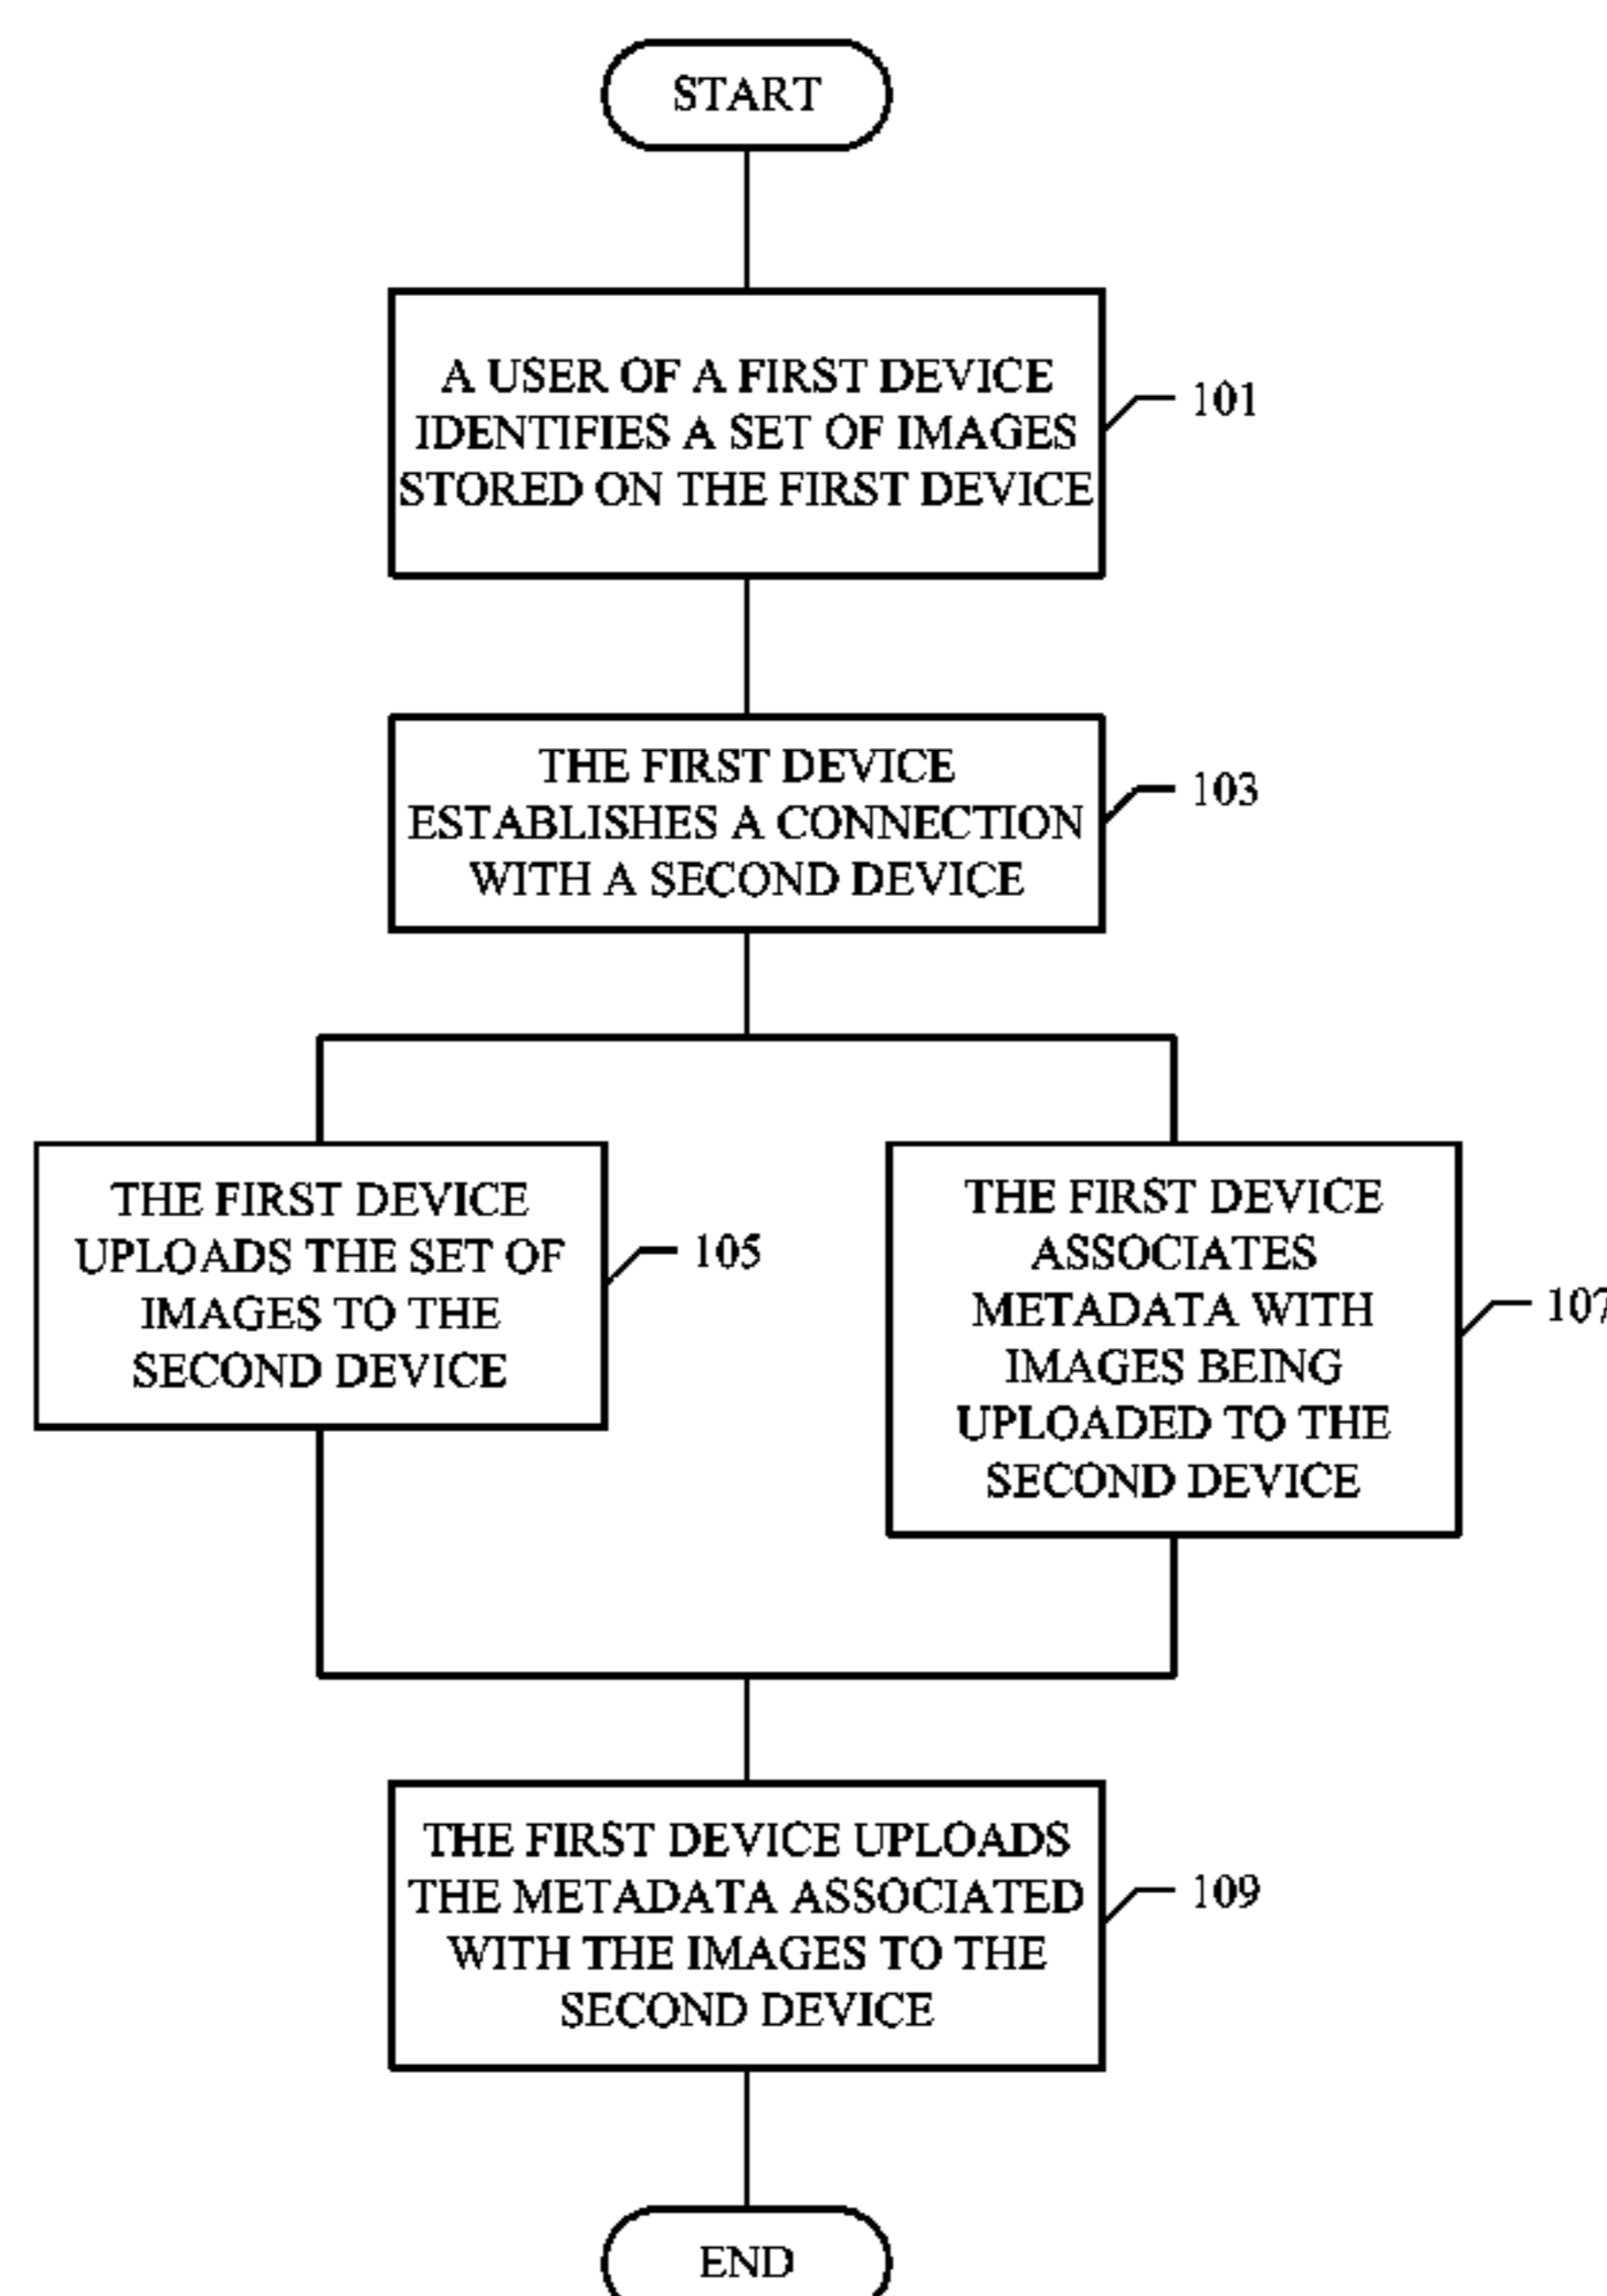 START
A USER OF A FIRST DEVICE
IDENTIFIES A SET OF IMAGES
STORED ON THE FIRST DEVICE
101
THE FIRST DEVICE
ESTABLISHES A CONNECTION
WITH A SECOND DEVICE
103
THE FIRST DEVICE
UPLOADS THE SET OF
IMAGES TO THE
SECOND DEVICE
105
THE FIRST DEVICE
ASSOCIATES
METADATA WITH
IMAGES BEING
UPLOADED TO THE
SECOND DEVICE
107
THE FIRST DEVICE UPLOADS
THE METADATA ASSOCIATED
WITH THE IMAGES TO THE
SECOND DEVICE
109
END